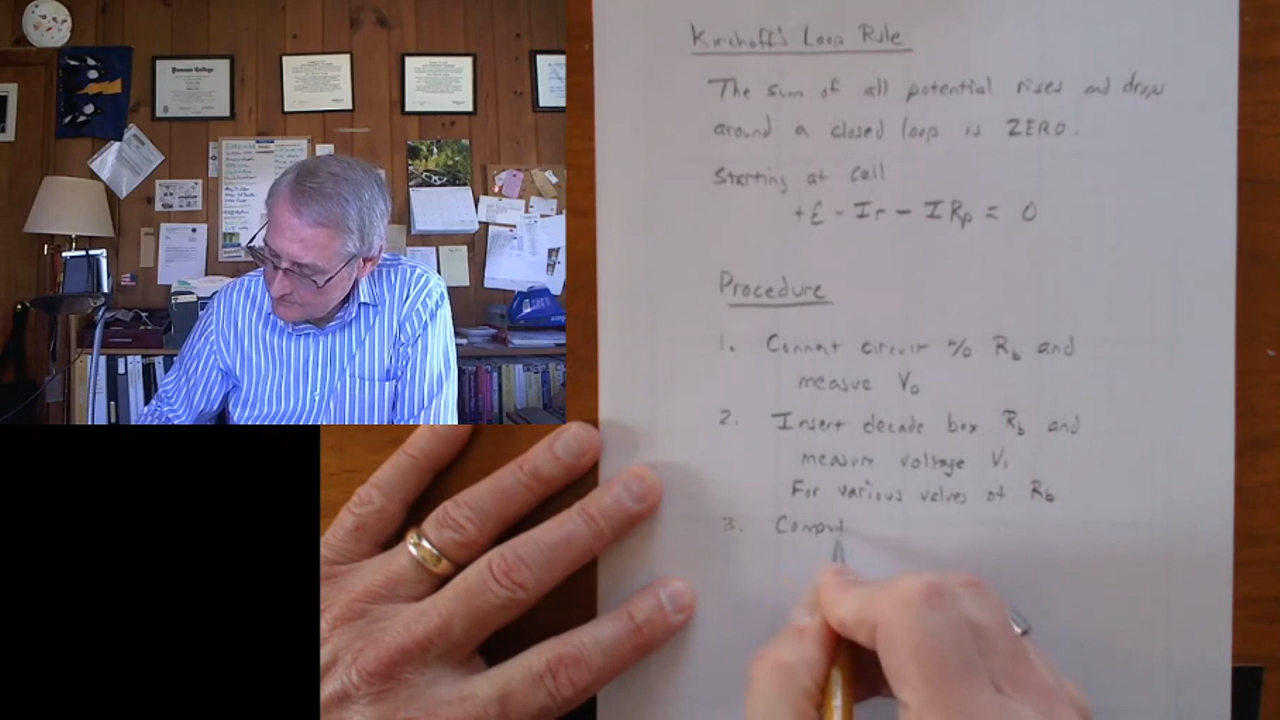 Kirchoff's Loop Rule
The sum of all potential rises and drops
around a closed loop is ZERO.
Starting at cell
+ε - Ir - IRp = 0
Procedure
1. Connect circuit w/o Rb and
measure V₀
2. Insert decade box Rb and
measure voltage V₁
For various values of Rb
3. Comput
Pomona College